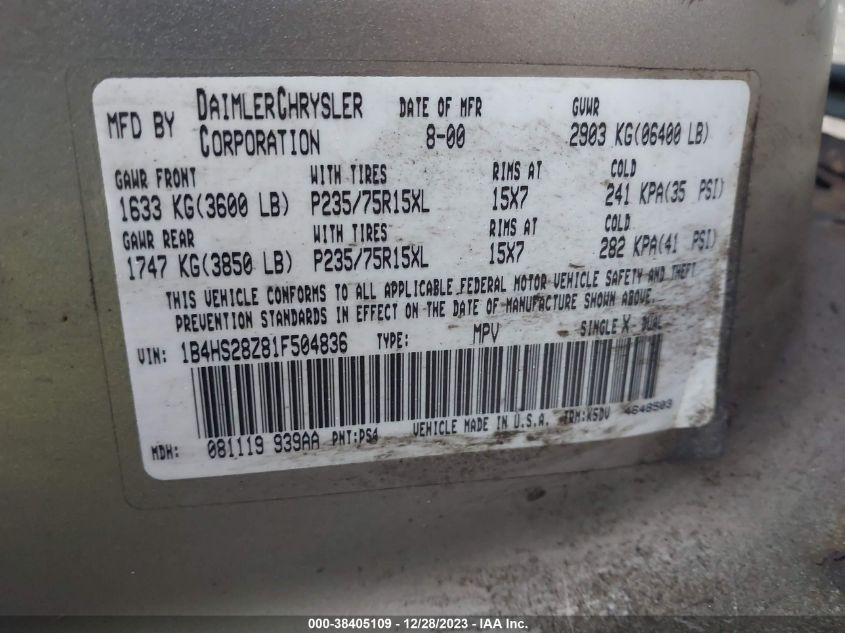 MFD BY DAIMLERCHRYSLER CORPORATION DATE OF MFR 8-00 GVWR 2903 KG(06400 LB)
GAWR FRONT WITH TIRES RIMS AT COLD
1633 KG(3600 LB) P235/75R15XL 15X7 241 KPA(35 PSI)
GAWR REAR WITH TIRES RIMS AT COLD
1747 KG(3850 LB) P235/75R15XL 15X7 282 KPA(41 PSI)
THIS VEHICLE CONFORMS TO ALL APPLICABLE FEDERAL MOTOR VEHICLE SAFETY AND THEFT
PREVENTION STANDARDS IN EFFECT ON THE DATE OF MANUFACTURE SHOWN ABOVE.
VIN: 1B4HS28Z81F504836 TYPE: MPV SINGLE X DUAL
MDH: 081119 939AA PNT:PS4 VEHICLE MADE IN U.S.A. TRM:K5DV 4648503
000-38405109 - 12/28/2023 - IAA Inc.